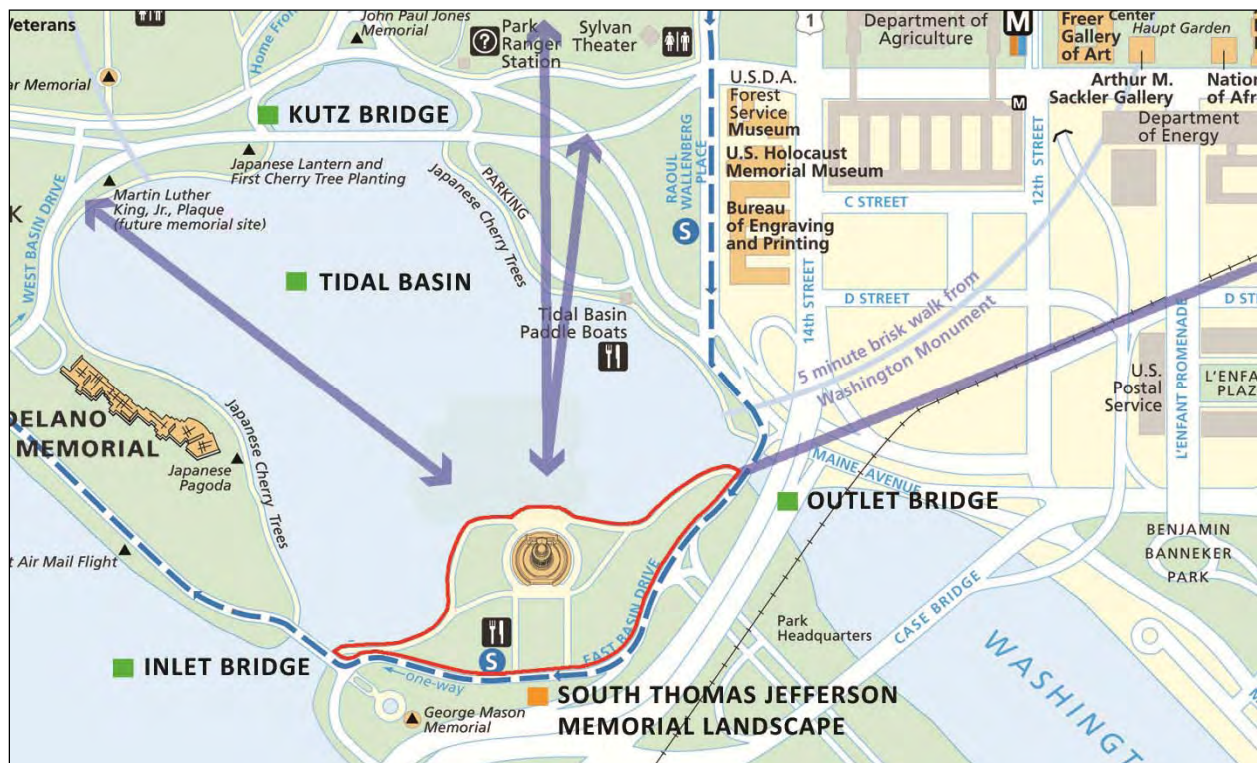 Veterans
ar Memorial
Home Fron
John Paul Jones
Memorial
?
Park
Ranger
Station
Sylvan
Theater
1
Department of
Agriculture
M
Freer
Gallery
of Art
Center
Haupt Garden
Arthur M.
Sackler Gallery
Nation
of Afr
Department
of Energy
U.S.D.A.
Forest
Service
Museum
M
12th STREET
KUTZ BRIDGE
Japanese Lantern and
First Cherry Tree Planting
PARKING
Japanese Cherry Trees
RAOUL
WALLENBERG
PLACE
U.S. Holocaust
Memorial Museum
C STREET
Martin Luther
King, Jr., Plaque
(future memorial site)
K
WEST BASIN DRIVE
S
Bureau
of Engraving
and Printing
14th STREET
TIDAL BASIN
D STREET
D S
Tidal Basin
Paddle Boats
5 minute brisk walk from
Washington Monument
L'ENFANT PROMENADE
U.S.
Postal
Service
L'ENFA
PLAZ
DELANO
MEMORIAL
Japanese
Pagoda
Japanese Cherry Trees
MAINE AVENUE
OUTLET BRIDGE
t Air Mail Flight
BENJAMIN
BANNEKER
PARK
EAST BASIN DRIVE
CASE BRIDGE
Park
Headquarters
INLET BRIDGE
S
one-way
SOUTH THOMAS JEFFERSON
MEMORIAL LANDSCAPE
George Mason
Memorial
WASHINGT